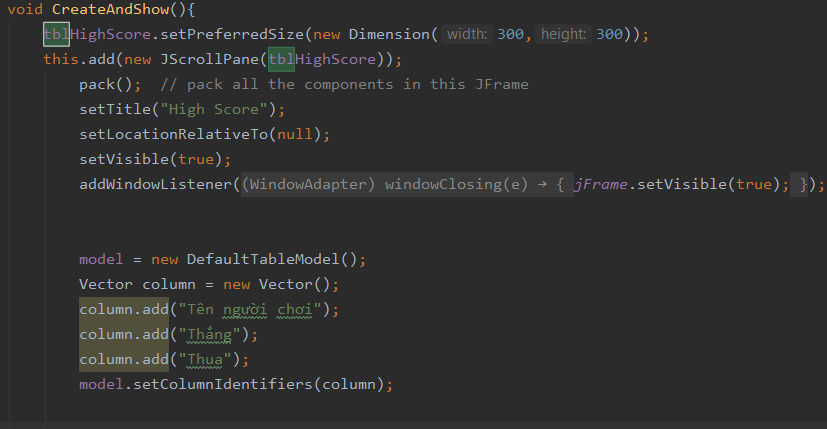 void CreateAndShow(){
tblHighScore.setPreferredSize(new Dimension( width: 300, height: 300));
this.add(new JScrollPane(tblHighScore));
pack();  // pack all the components in this JFrame
setTitle("High Score");
setLocationRelativeTo(null);
setVisible(true);
addWindowListener((WindowAdapter) windowClosing(e) → { jFrame.setVisible(true); });
model = new DefaultTableModel();
Vector column = new Vector();
column.add("Tên người chơi");
column.add("Thắng");
column.add("Thua");
model.setColumnIdentifiers(column);